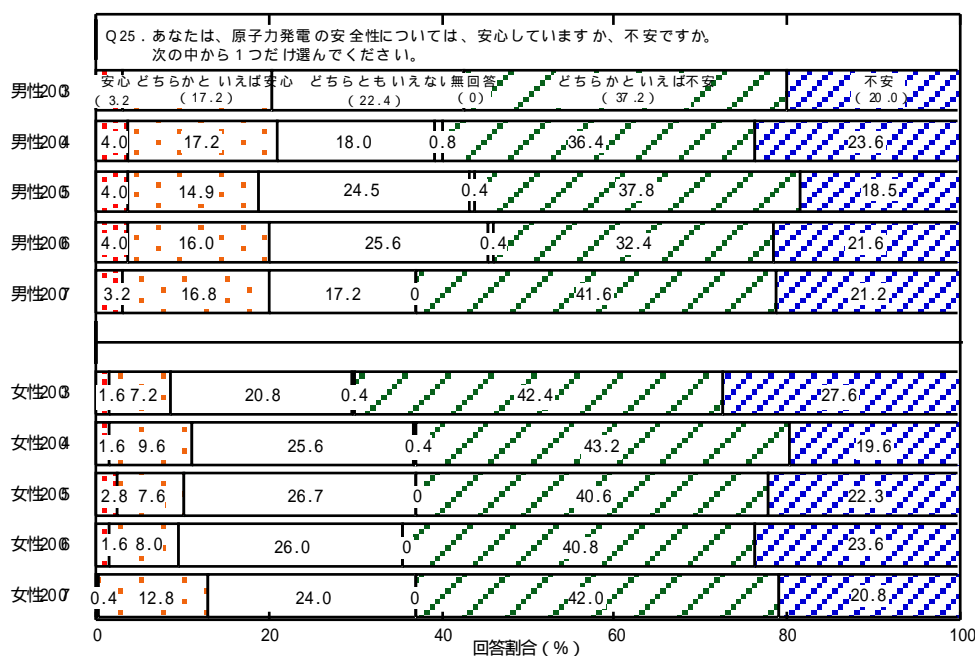 Q25．あなたは、原子力発電の安全性については、安心していますか、不安ですか。
次の中から１つだけ選んでください。
安心 どちらかといえば安心 どちらともいえない 無回答 どちらかといえば不安 不安
男性2003 (3.2 (17.2) (22.4) (0) (37.2) (20.0)
男性2004 4.0 17.2 18.0 0.8 36.4 23.6
男性2005 4.0 14.9 24.5 0.4 37.8 18.5
男性2006 4.0 16.0 25.6 0.4 32.4 21.6
男性2007 3.2 16.8 17.2 0 41.6 21.2
女性2003 1.6 7.2 20.8 0.4 42.4 27.6
女性2004 1.6 9.6 25.6 0.4 43.2 19.6
女性2005 2.8 7.6 26.7 0 40.6 22.3
女性2006 1.6 8.0 26.0 0 40.8 23.6
女性2007 0.4 12.8 24.0 0 42.0 20.8
0 20 40 60 80 100
回答割合(%)